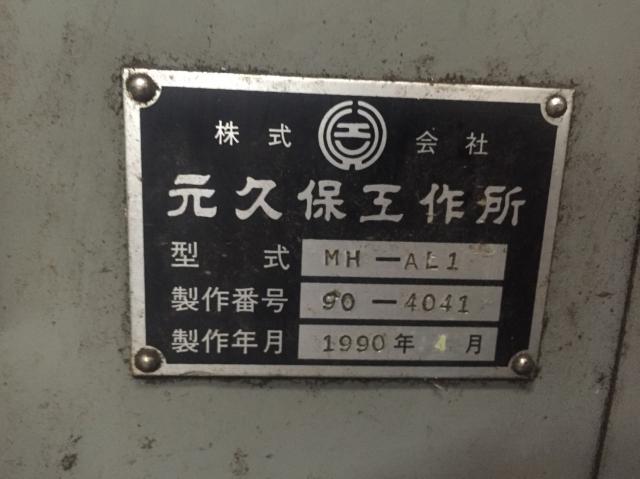 株式 会社
元久保工作所
型式 MH-AL1
製作番号 90-4041
製作年月 1990年 4月